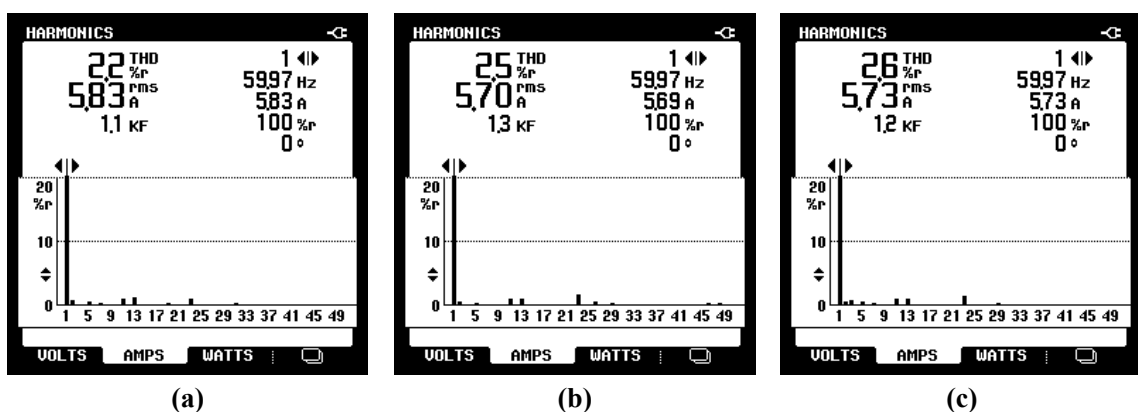 HARMONICS
2.2 THD %r
5.83 rms A
1.1 KF
1
59.97 Hz
5.83 A
100 %r
0 °
20
%r
10
0
1 5 9 13 17 21 25 29 33 37 41 45 49
VOLTS AMPS WATTS
(a)
HARMONICS
2.5 THD %r
5.70 rms A
1.3 KF
1
59.97 Hz
5.69 A
100 %r
0 °
20
%r
10
0
1 5 9 13 17 21 25 29 33 37 41 45 49
VOLTS AMPS WATTS
(b)
HARMONICS
2.6 THD %r
5.73 rms A
1.2 KF
1
59.97 Hz
5.73 A
100 %r
0 °
20
%r
10
0
1 5 9 13 17 21 25 29 33 37 41 45 49
VOLTS AMPS WATTS
(c)